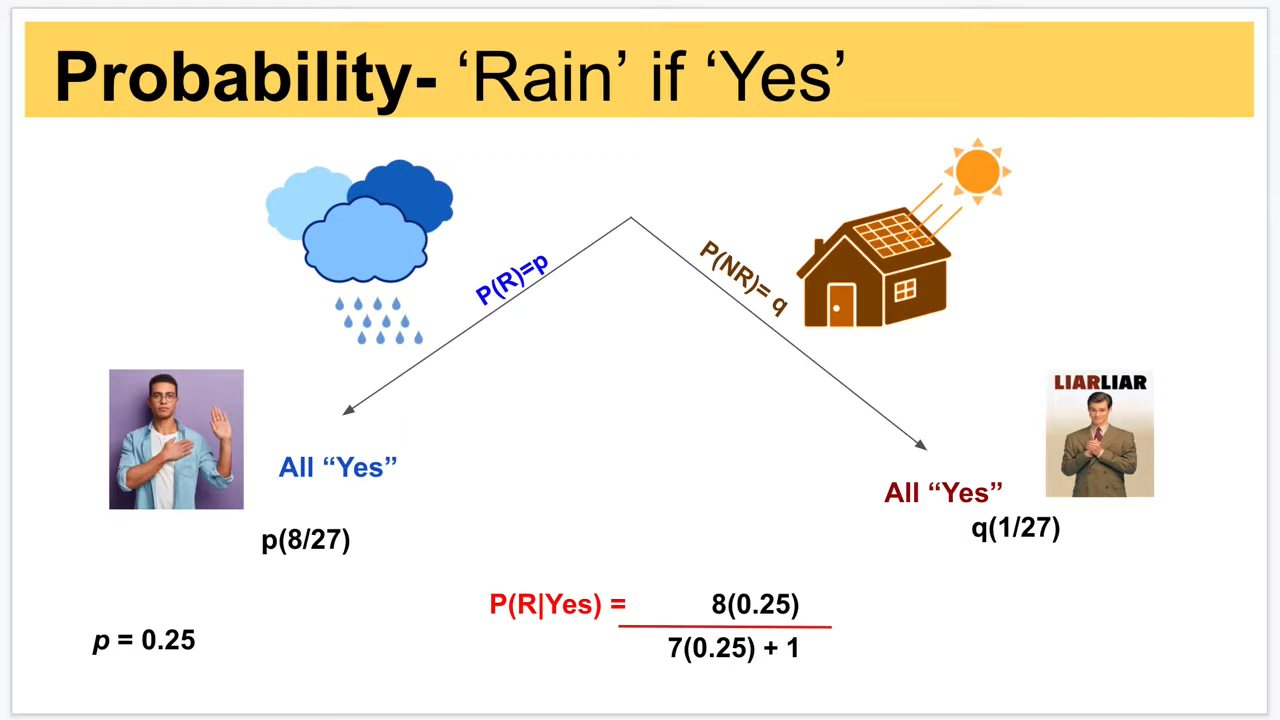 Probability- ‘Rain’ if ‘Yes’
P(R)=p
P(NR)= q
LIARLIAR
All “Yes”
All “Yes”
p(8/27)
q(1/27)
P(R|Yes) =
8(0.25)
7(0.25) + 1
p = 0.25